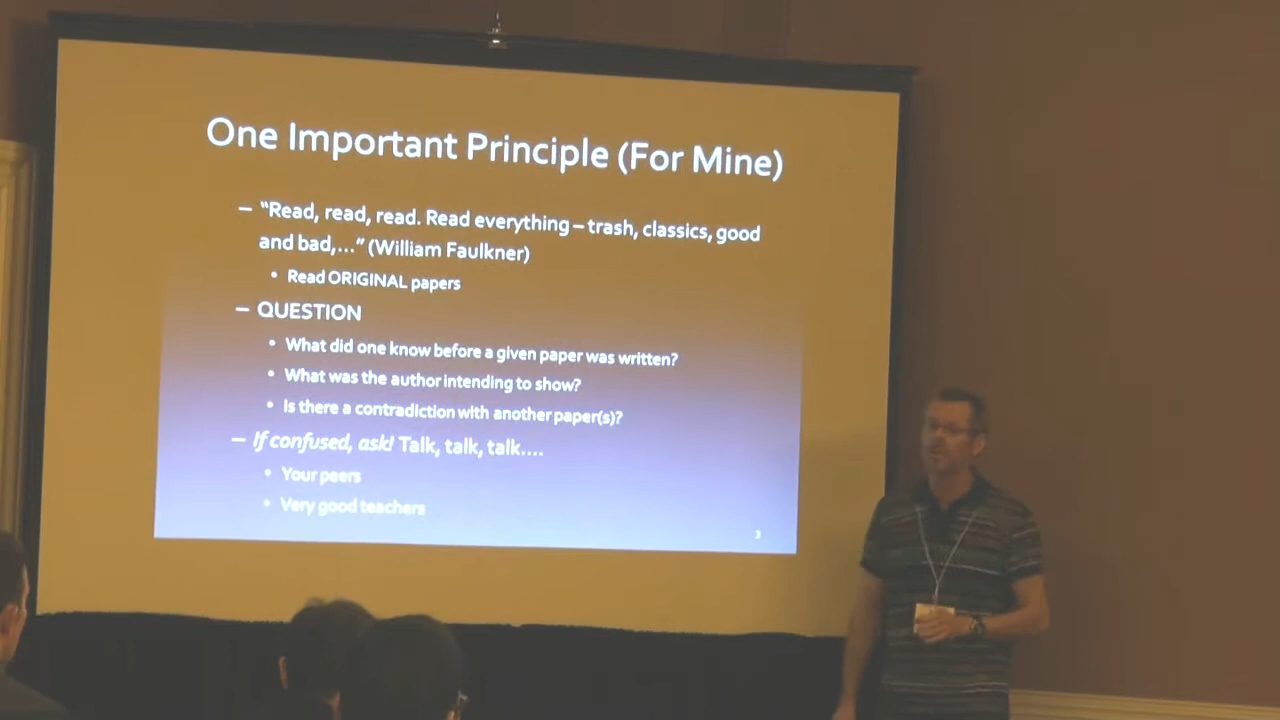 One Important Principle (For Mine)
– “Read, read, read. Read everything – trash, classics, good
and bad,...” (William Faulkner)
• Read ORIGINAL papers
– QUESTION
• What did one know before a given paper was written?
• What was the author intending to show?
• Is there a contradiction with another paper(s)?
– If confused, ask! Talk, talk, talk....
• Your peers
• Very good teachers
3